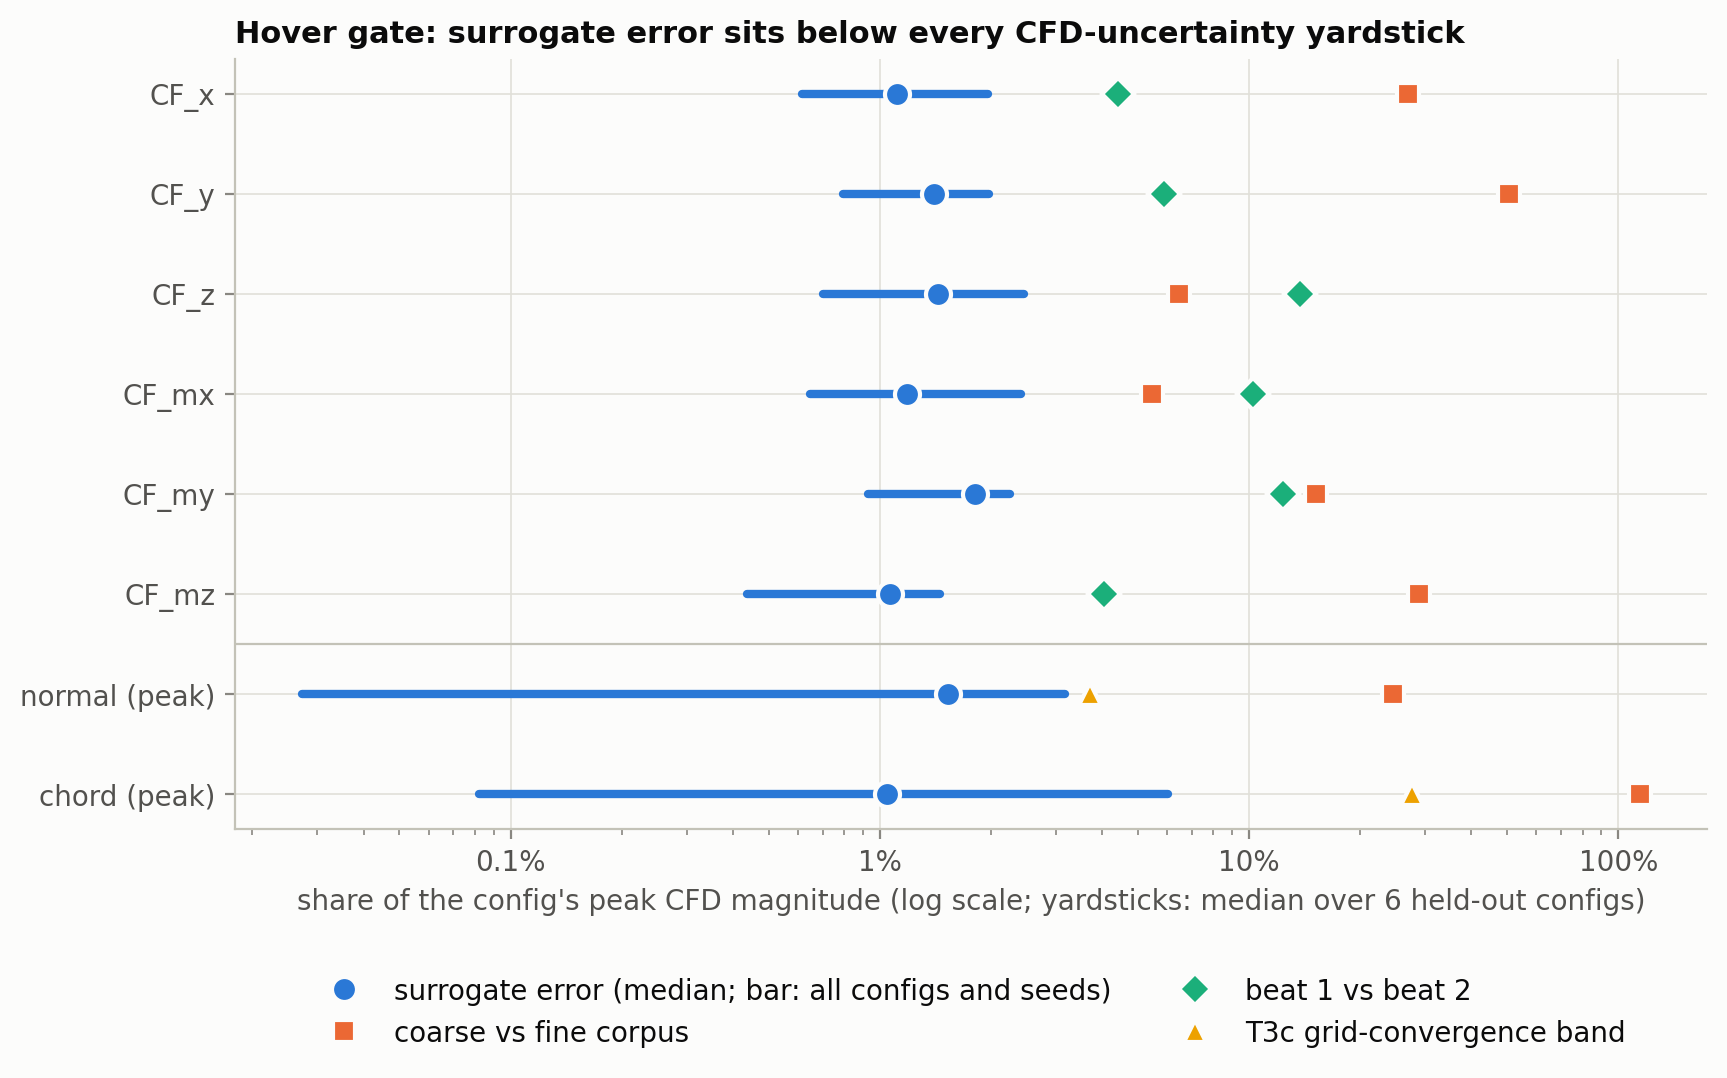 Hover gate: surrogate error sits below every CFD-uncertainty yardstick
CF_x
CF_y
CF_z
CF_mx
CF_my
CF_mz
normal (peak)
chord (peak)
0.1%
1%
10%
100%
share of the config's peak CFD magnitude (log scale; yardsticks: median over 6 held-out configs)
surrogate error (median; bar: all configs and seeds)
coarse vs fine corpus
beat 1 vs beat 2
T3c grid-convergence band